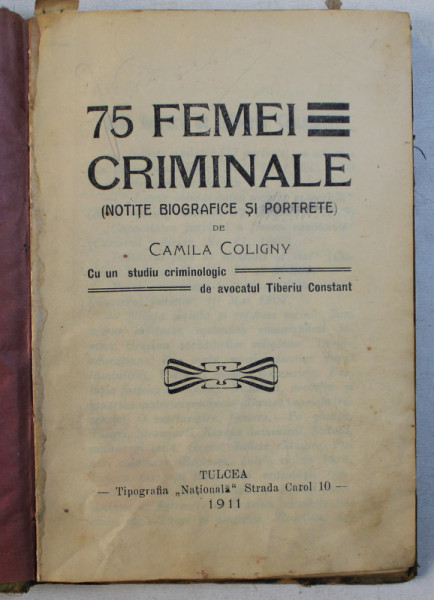 75 FEMEI
CRIMINALE
(NOTIȚE BIOGRAFICE ȘI PORTRETE)
DE
CAMILA COLIGNY
Cu un studiu criminologic
de avocatul Tiberiu Constant
TULCEA
— Tipografia „Națională“ Strada Carol 10 —
1911